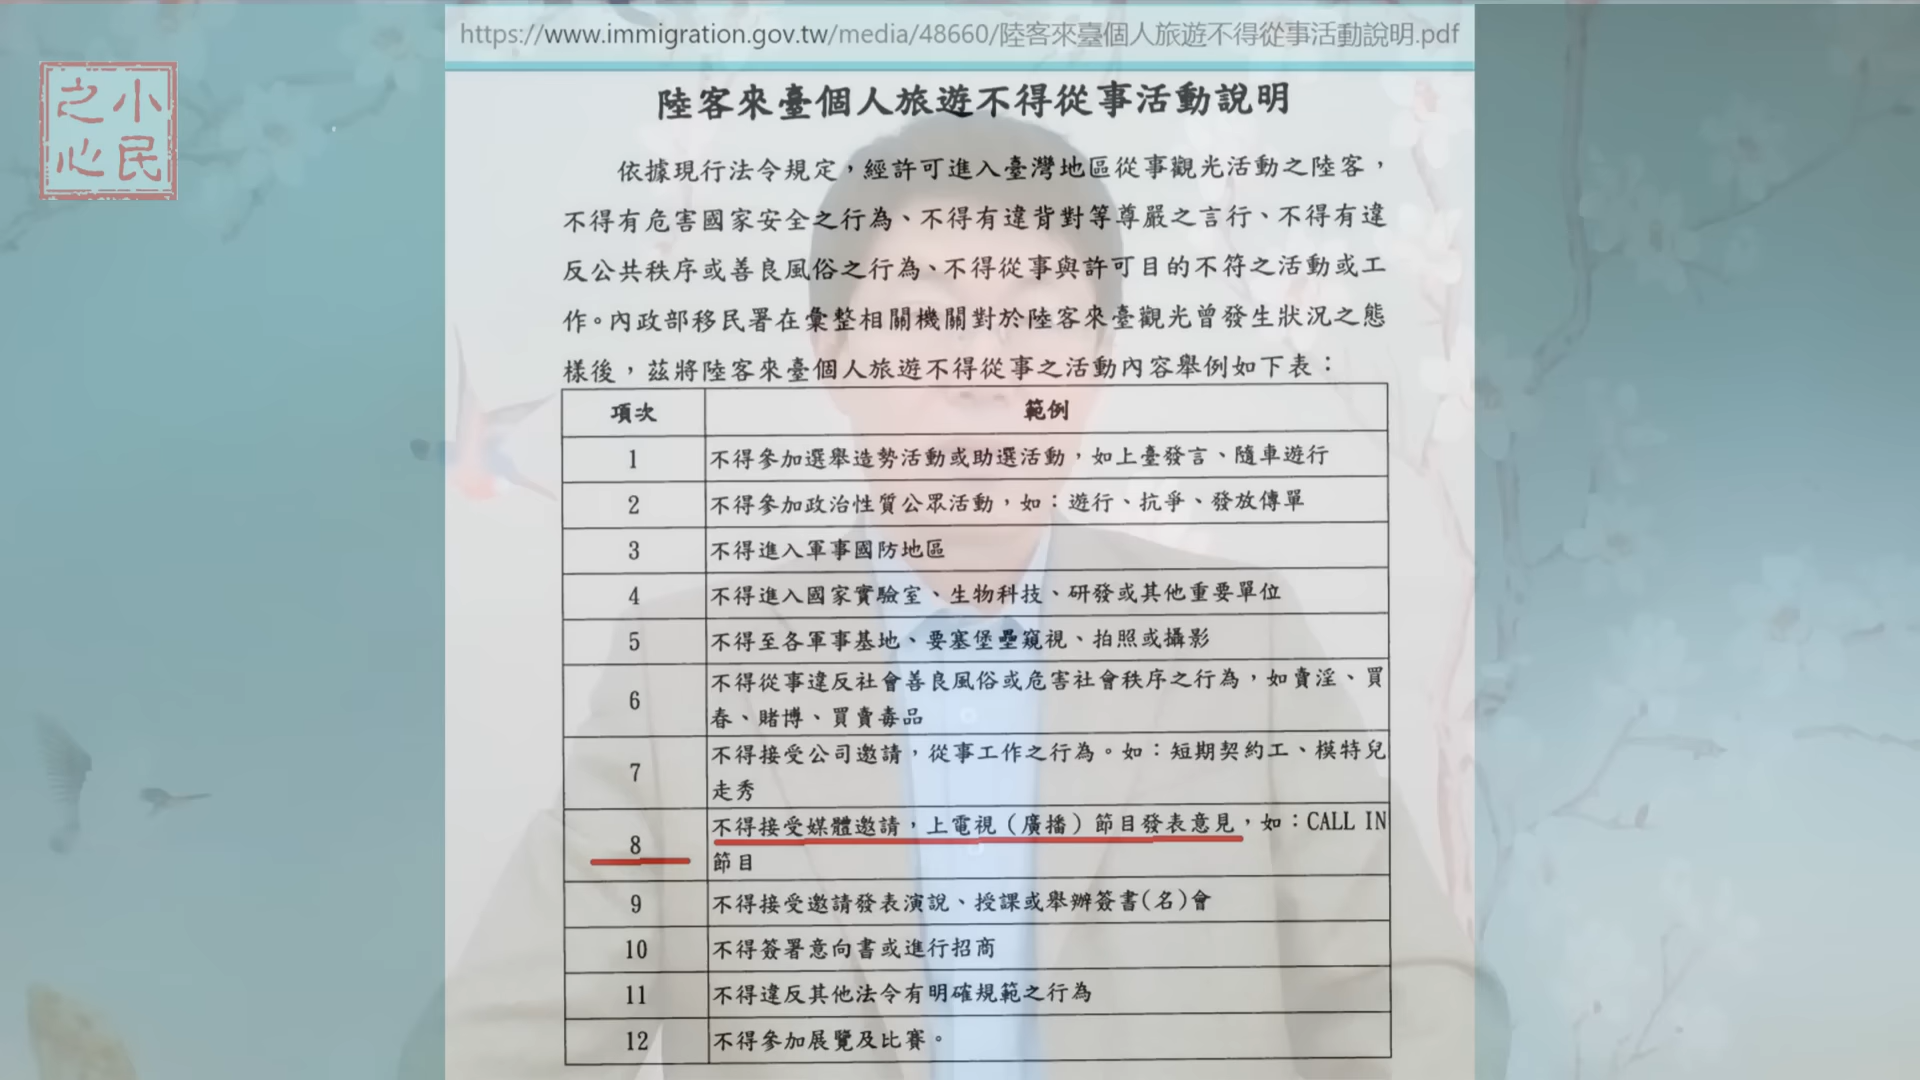 https://www.immigration.gov.tw/media/48660/陸客來臺個人旅遊不得從事活動說明.pdf
小民
之心
陸客來臺個人旅遊不得從事活動說明
依據現行法令規定，經許可進入臺灣地區從事觀光活動之陸客，
不得有危害國家安全之行為、不得有違背對等尊嚴之言行、不得有違
反公共秩序或善良風俗之行為、不得從事與許可目的不符之活動或工
作。內政部移民署在彙整相關機關對於陸客來臺觀光曾發生狀況之態
樣後，茲將陸客來臺個人旅遊不得從事之活動內容舉例如下表：
項次 範例
1 不得參加選舉造勢活動或助選活動，如上臺發言、隨車遊行
2 不得參加政治性質公眾活動，如：遊行、抗爭、發放傳單
3 不得進入軍事國防地區
4 不得進入國家實驗室、生物科技、研發或其他重要單位
5 不得至各軍事基地、要塞堡壘窺視、拍照或攝影
6 不得從事違反社會善良風俗或危害社會秩序之行為，如賣淫、買
春、賭博、買賣毒品
7 不得接受公司邀請，從事工作之行為。如：短期契約工、模特兒
走秀
8 不得接受媒體邀請，上電視（廣播）節目發表意見，如：CALL IN
節目
9 不得接受邀請發表演說、授課或舉辦簽書(名)會
10 不得簽署意向書或進行招商
11 不得違反其他法令有明確規範之行為
12 不得參加展覽及比賽。